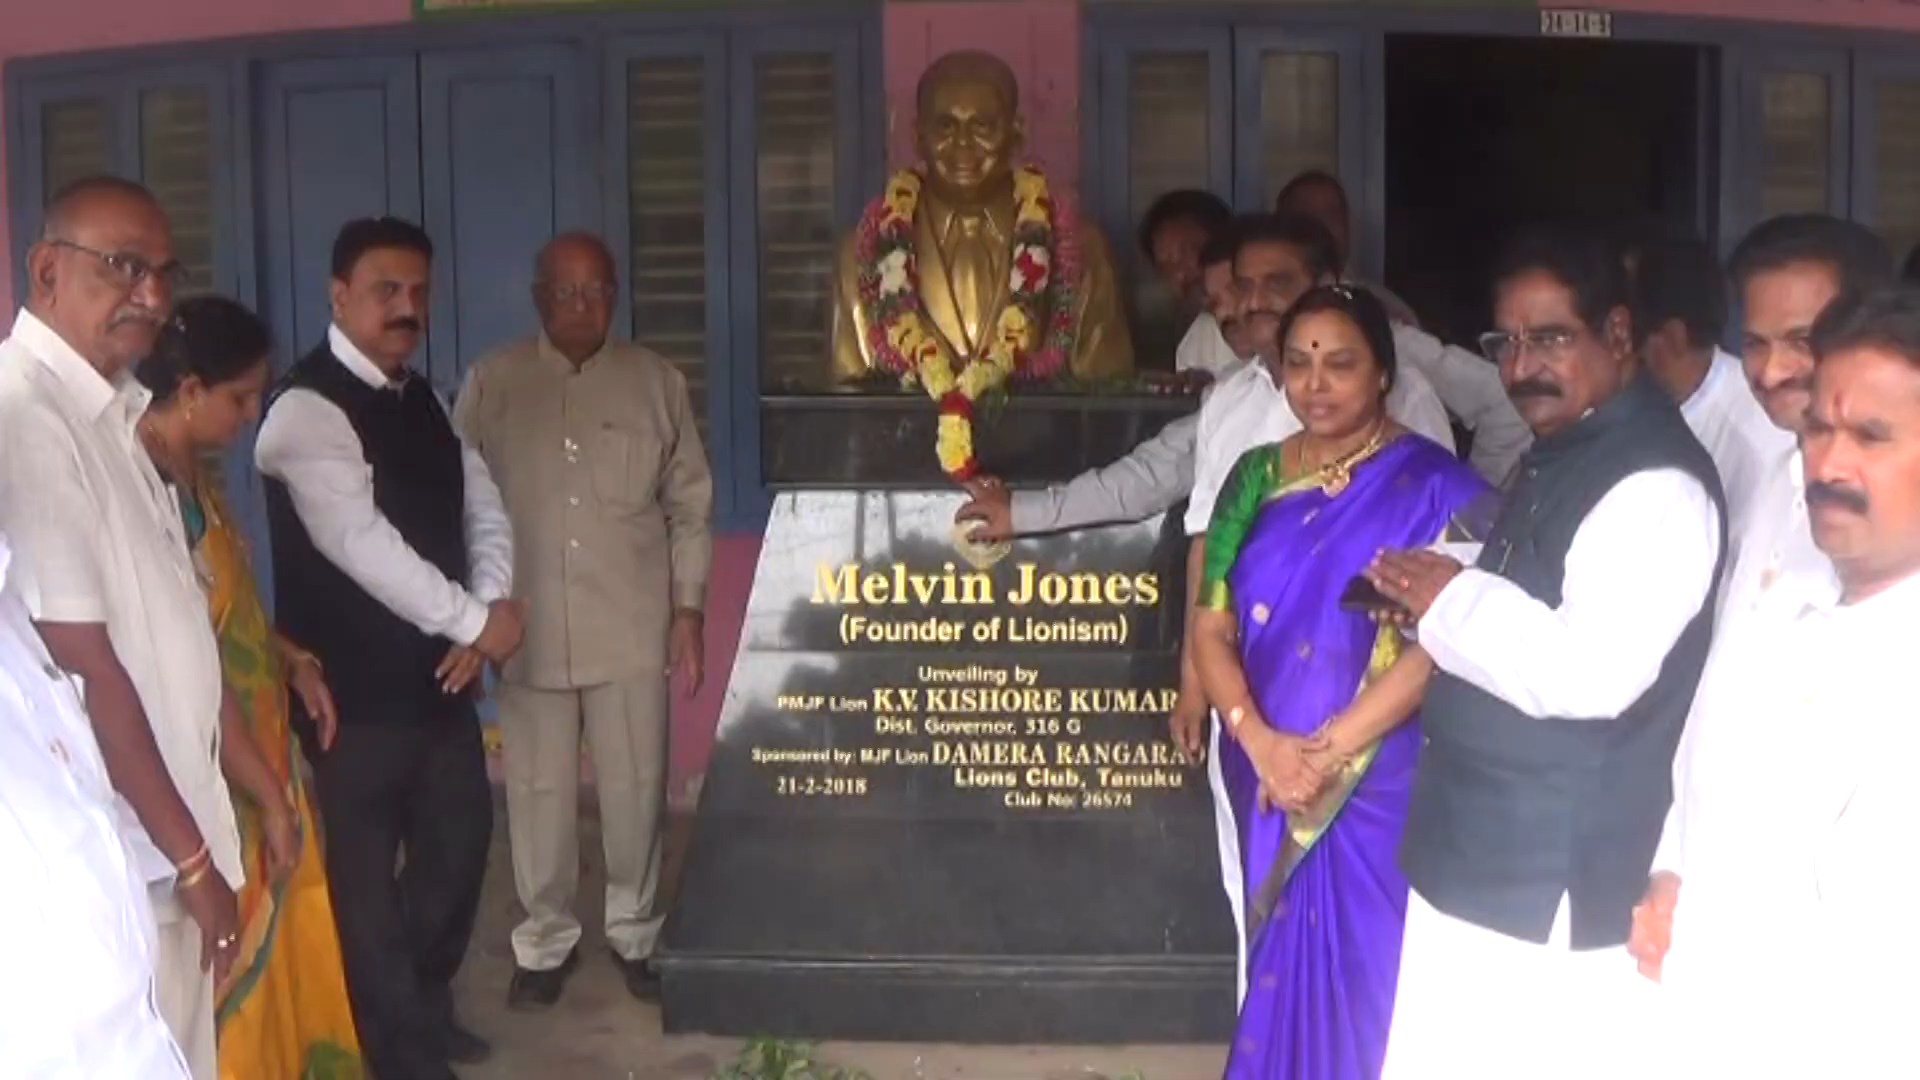 Melvin Jones
(Founder of Lionism)
Unveiling by
PMJF Lion K.V. KISHORE KUMAR
Dist. Governor, 316 G
Sponsored by: MJF Lion DAMERA RANGARA
21-2-2018
Lions Club, Tanuku
Club No: 26574